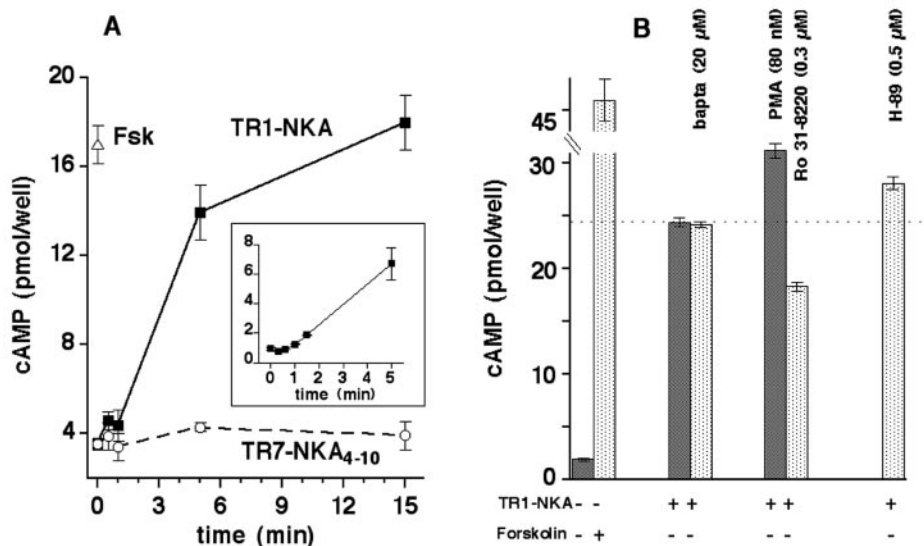 A
20
16
12
8
4
cAMP (pmol/well)
Fsk
TR1-NKA
8
6
4
2
0
0 1 2 3 4 5
time (min)
TR7-NKA4-10
0 3 6 9 12 15
time (min)
B
bapta (20 µM)
PMA (80 nM)
Ro 31-8220 (0.3 µM)
H-89 (0.5 µM)
45
30
20
10
0
cAMP (pmol/well)
TR1-NKA - - + + + + +
Forskolin - + - - - - -